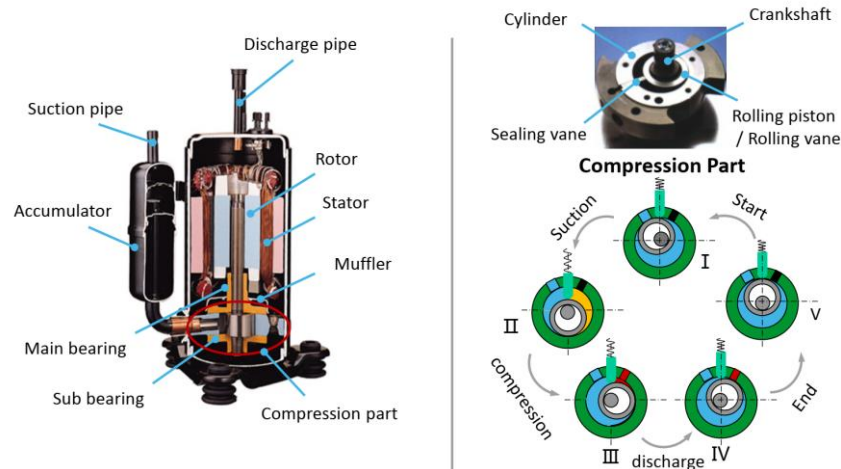 Discharge pipe
Suction pipe
Rotor
Stator
Accumulator
Muffler
Main bearing
Sub bearing
Compression part
Cylinder
Crankshaft
Sealing vane
Rolling piston
/ Rolling vane
Compression Part
Suction
Start
I
II
V
compression
End
III
discharge
IV